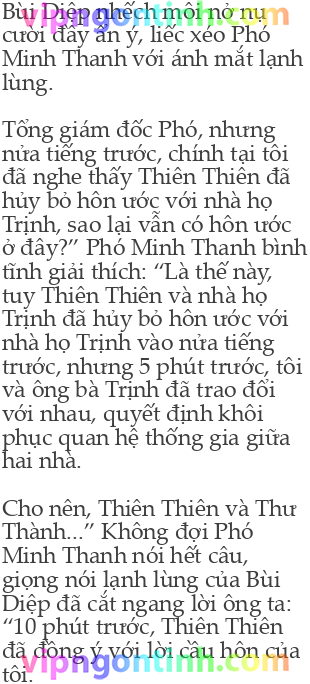 vipngontinh.com
Bùi Diệp nhếch môi nở nụ
cười đầy ẩn ý, liếc xéo Phó
Minh Thanh với ánh mắt lạnh
lùng.
Tổng giám đốc Phó, nhưng
nửa tiếng trước, chính tại tôi
đã nghe thấy Thiên Thiên đã
hủy bỏ hôn ước với nhà họ
Trịnh, sao lại vẫn có hôn ước
ở đây?” Phó Minh Thanh bình
tĩnh giải thích: “Là thế này,
tuy Thiên Thiên và nhà họ
Trịnh đã hủy bỏ hôn ước với
nhà họ Trịnh vào nửa tiếng
trước, nhưng 5 phút trước, tôi
và ông bà Trịnh đã trao đổi
với nhau, quyết định khôi
phục quan hệ thống gia giữa
hai nhà.
Cho nên, Thiên Thiên và Thư
Thành...” Không đợi Phó
Minh Thanh nói hết câu,
giọng nói lạnh lùng của Bùi
Diệp đã cắt ngang lời ông ta:
“10 phút trước, Thiên Thiên
đã đồng ý với lời cầu hôn của
tôi.
vipngontinh.com